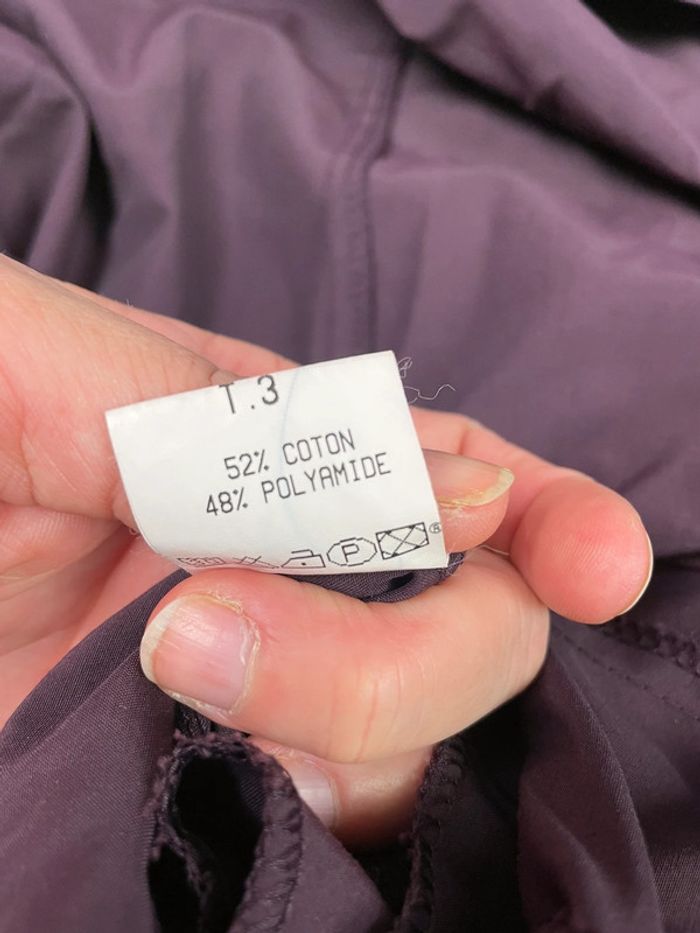 T.3
52% COTON
48% POLYAMIDE
P
®